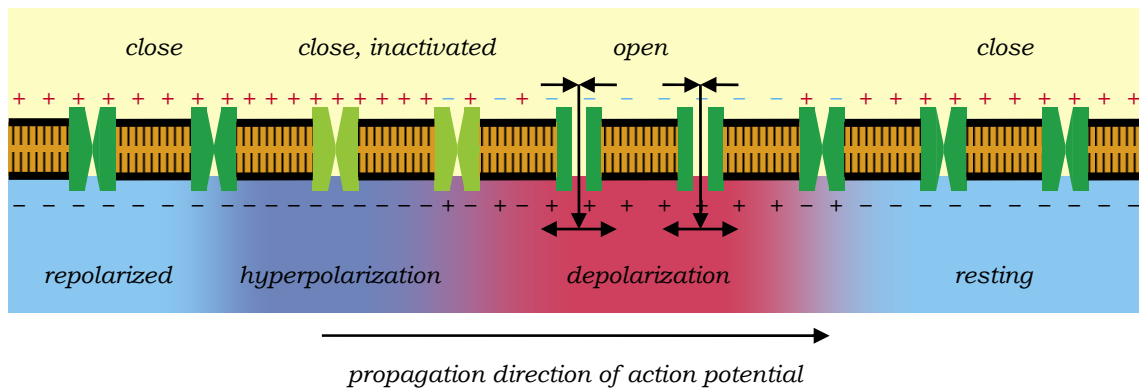 close close, inactivated open close
repolarized hyperpolarization depolarization resting
propagation direction of action potential